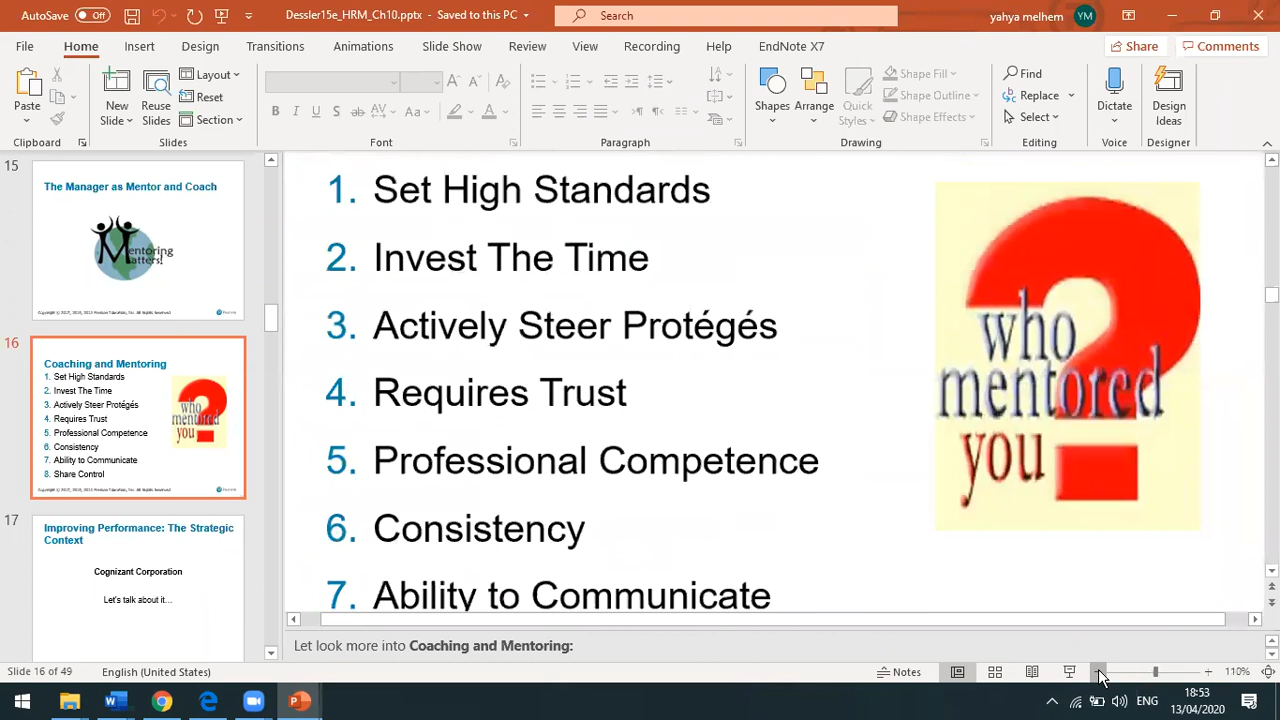 AutoSave Off Dessler15e_HRM_Ch10.pptx - Saved to this PC Search yahya melhem YM
File Home Insert Design Transitions Animations Slide Show Review View Recording Help EndNote X7 Share Comments
Paste New Slide Reuse Slides Layout Reset Section Shapes Arrange Quick Styles Shape Fill Shape Outline Shape Effects Find Replace Select Dictate Design Ideas
Clipboard Slides Font Paragraph Drawing Editing Voice Designer
15
The Manager as Mentor and Coach
Mentoring
Matters!
16
Coaching and Mentoring
1. Set High Standards
2. Invest The Time
3. Actively Steer Protégés
4. Requires Trust
5. Professional Competence
6. Consistency
7. Ability to Communicate
8. Share Control
who
mentored
you
17
Improving Performance: The Strategic
Context
Cognizant Corporation
Let's talk about it...
1. Set High Standards
2. Invest The Time
3. Actively Steer Protégés
4. Requires Trust
5. Professional Competence
6. Consistency
7. Ability to Communicate
who
mentored
you
Let look more into Coaching and Mentoring:
Slide 16 of 49 English (United States) Notes 110%
ENG 18:53
13/04/2020